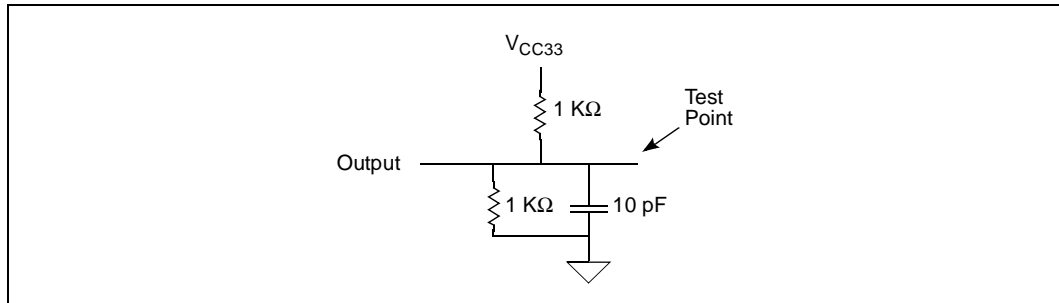 VCC33
1 KΩ
Test
Point
Output
1 KΩ
10 pF